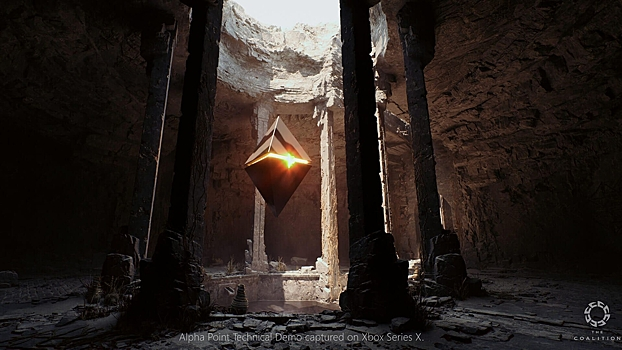 Alpha Point Technical Demo captured on Xbox Series X.
THE
COALITION